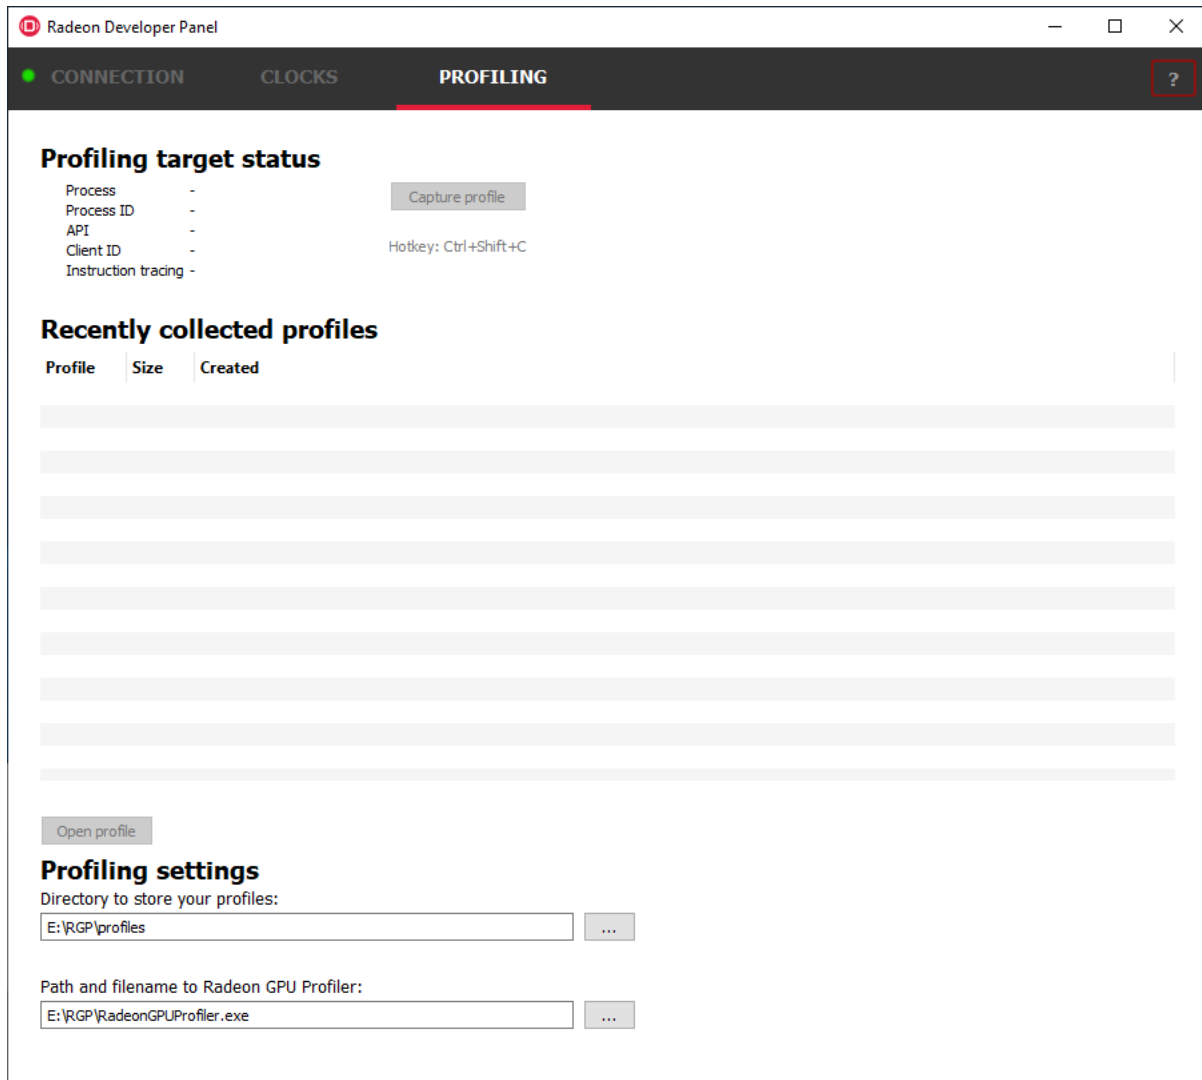 Radeon Developer Panel
CONNECTION CLOCKS PROFILING ?
Profiling target status
Process -
Process ID -
API -
Client ID -
Instruction tracing -
Capture profile
Hotkey: Ctrl+Shift+C
Recently collected profiles
Profile Size Created
Open profile
Profiling settings
Directory to store your profiles:
E:\RGP\profiles ...
Path and filename to Radeon GPU Profiler:
E:\RGP\RadeonGPUProfiler.exe ...